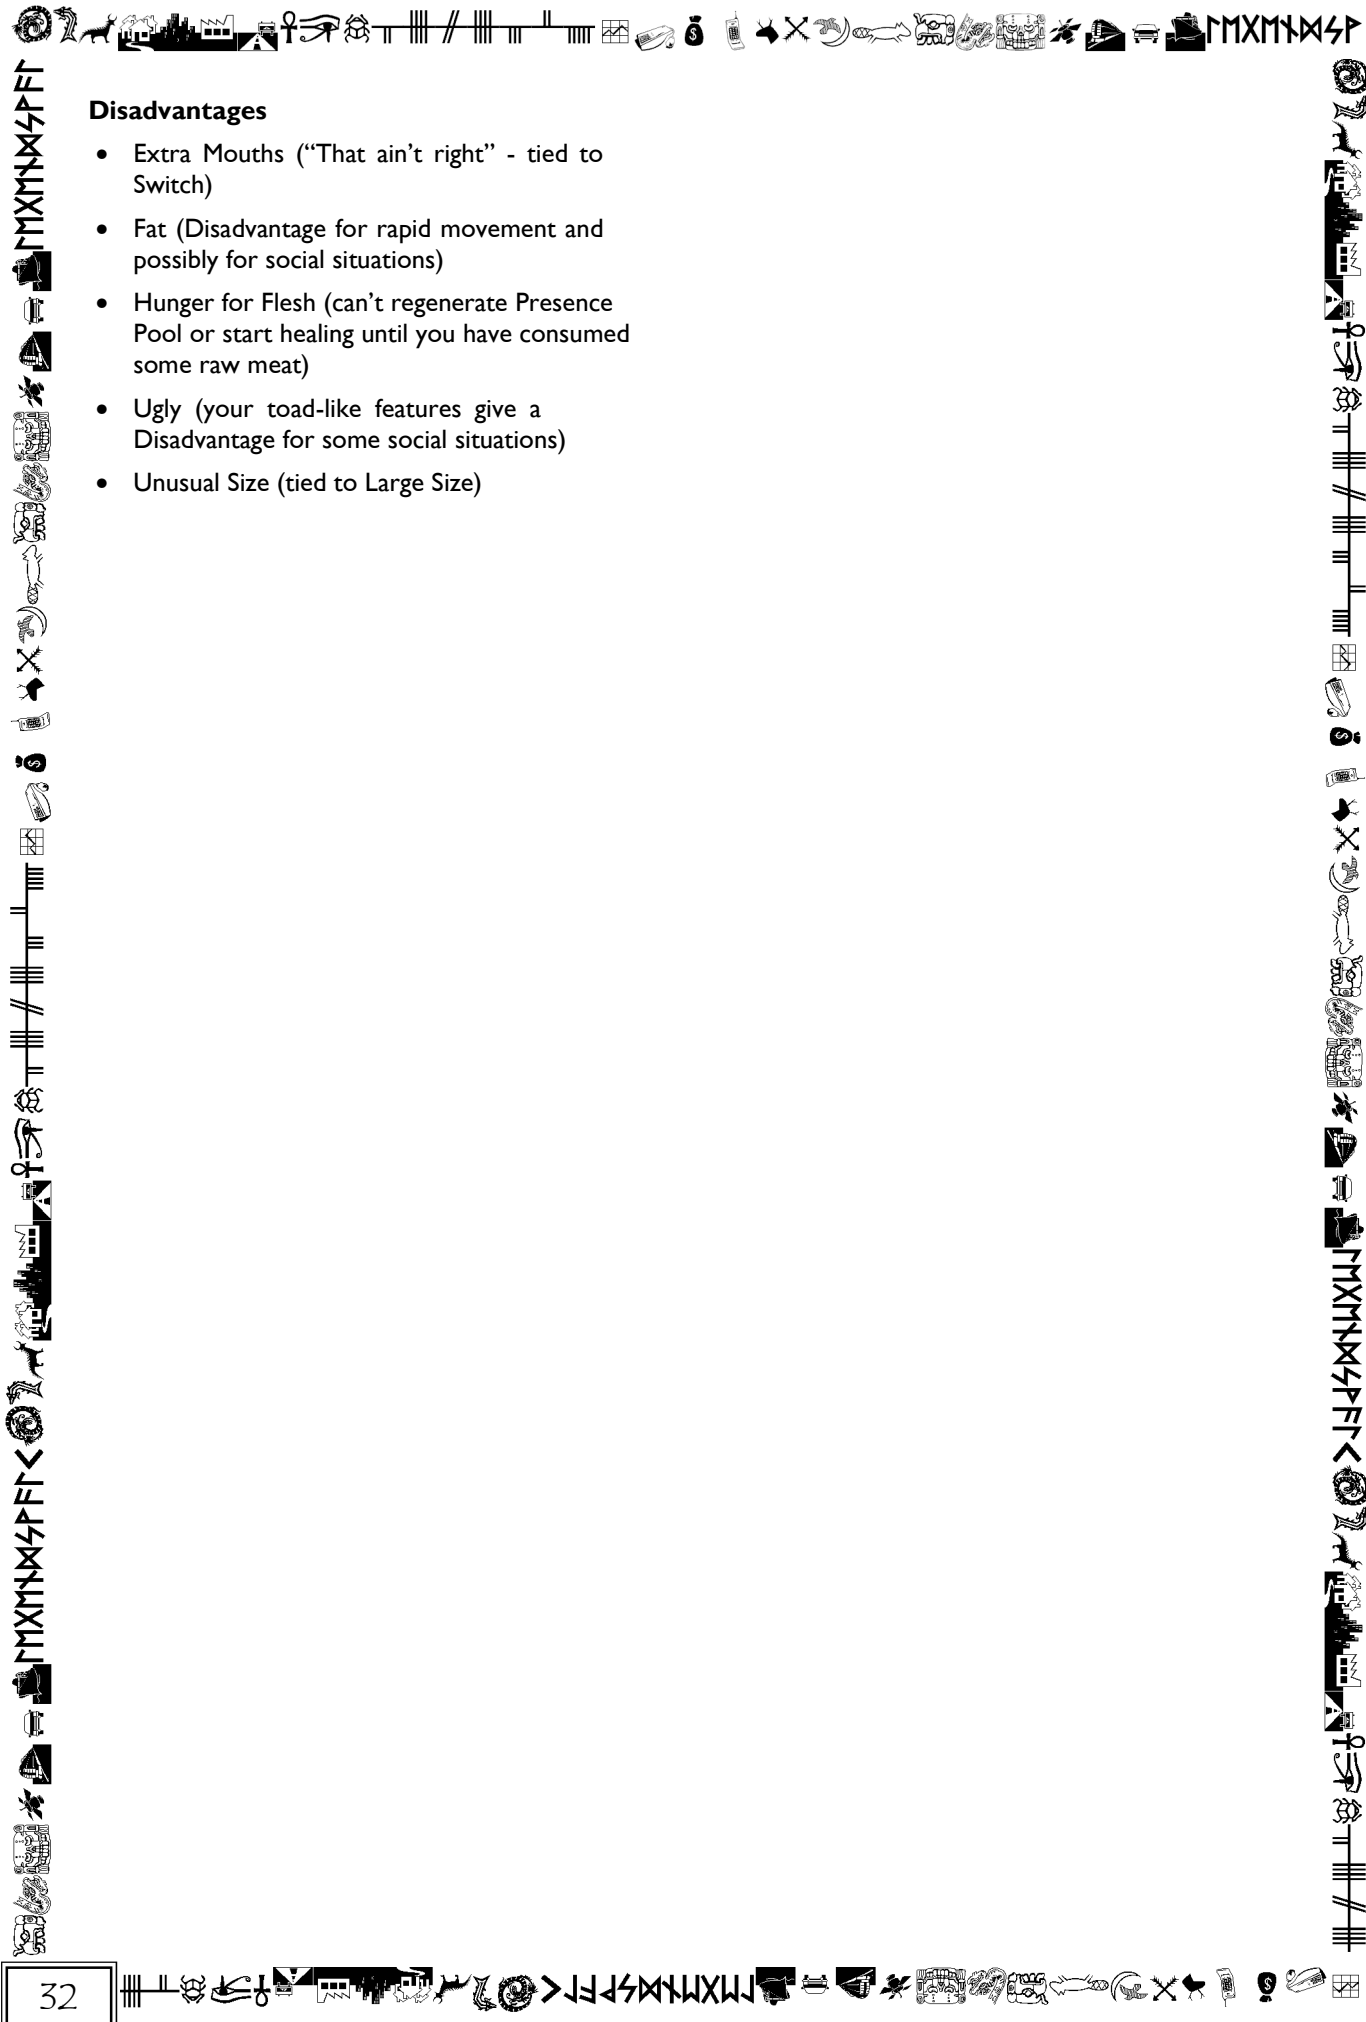 Disadvantages
• Extra Mouths (“That ain’t right” - tied to
Switch)
• Fat (Disadvantage for rapid movement and
possibly for social situations)
• Hunger for Flesh (can’t regenerate Presence
Pool or start healing until you have consumed
some raw meat)
• Ugly (your toad-like features give a
Disadvantage for some social situations)
• Unusual Size (tied to Large Size)
32